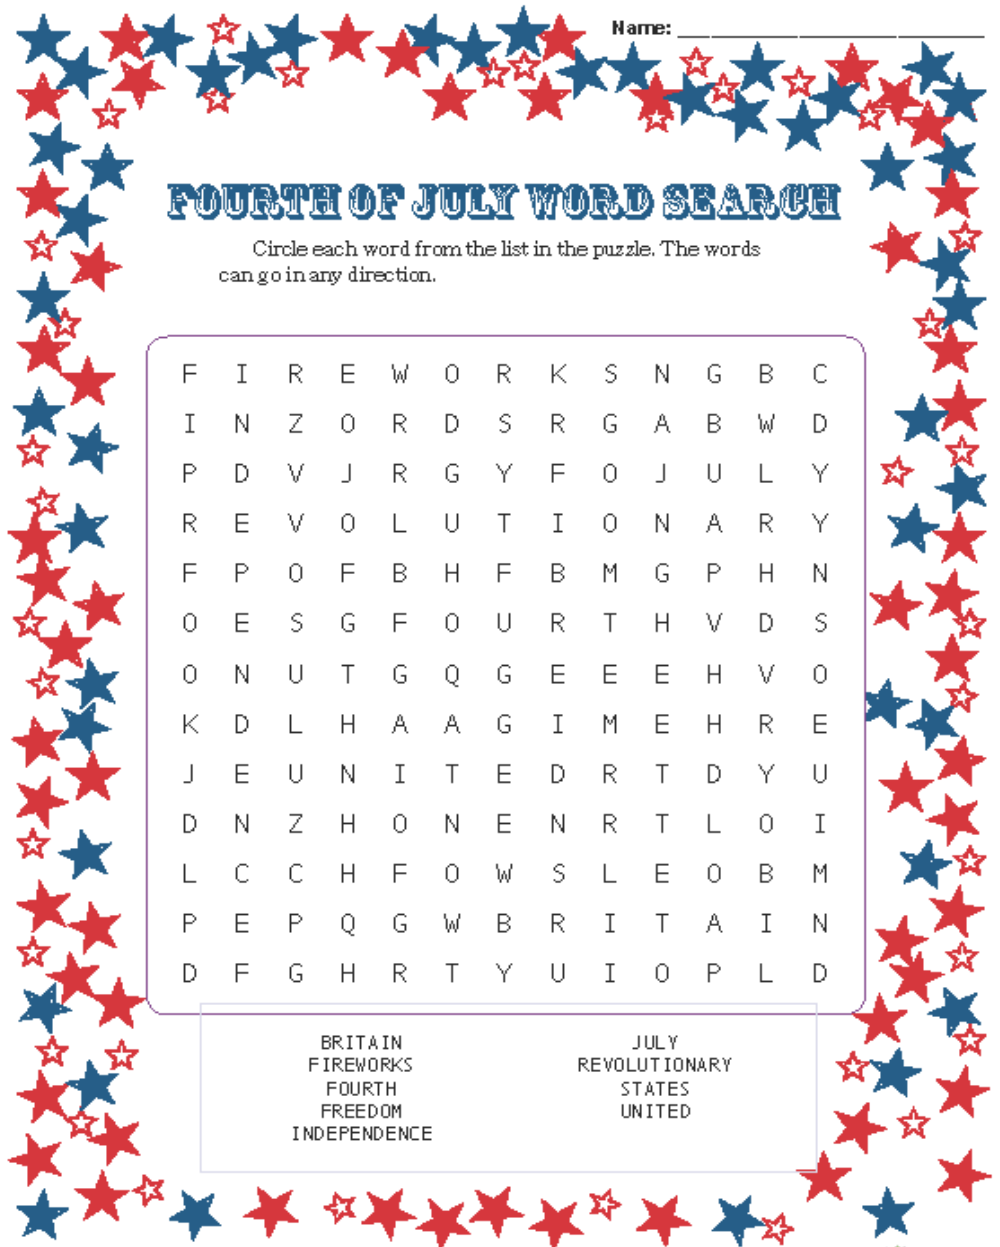 Name:
FOURTH OF JULY WORD SEARCH
Circle each word from the list in the puzzle. The words
can go in any direction.
F I R E W O R K S N G B C
I N Z O R D S R G A B W D
P D V J R G Y F O J U L Y
R E V O L U T I O N A R Y
F P O F B H F B M G P H N
O E S G F O U R T H V D S
O N U T G Q G E E E H V O
K D L H A A G I M E H R E
J E U N I T E D R T D Y U
D N Z H O N E N R T L O I
L C C H F O W S L E O B M
P E P Q G W B R I T A I N
D F G H R T Y U I O P L D
BRITAIN
FIREWORKS
FOURTH
FREEDOM
INDEPENDENCE
JULY
REVOLUTIONARY
STATES
UNITED